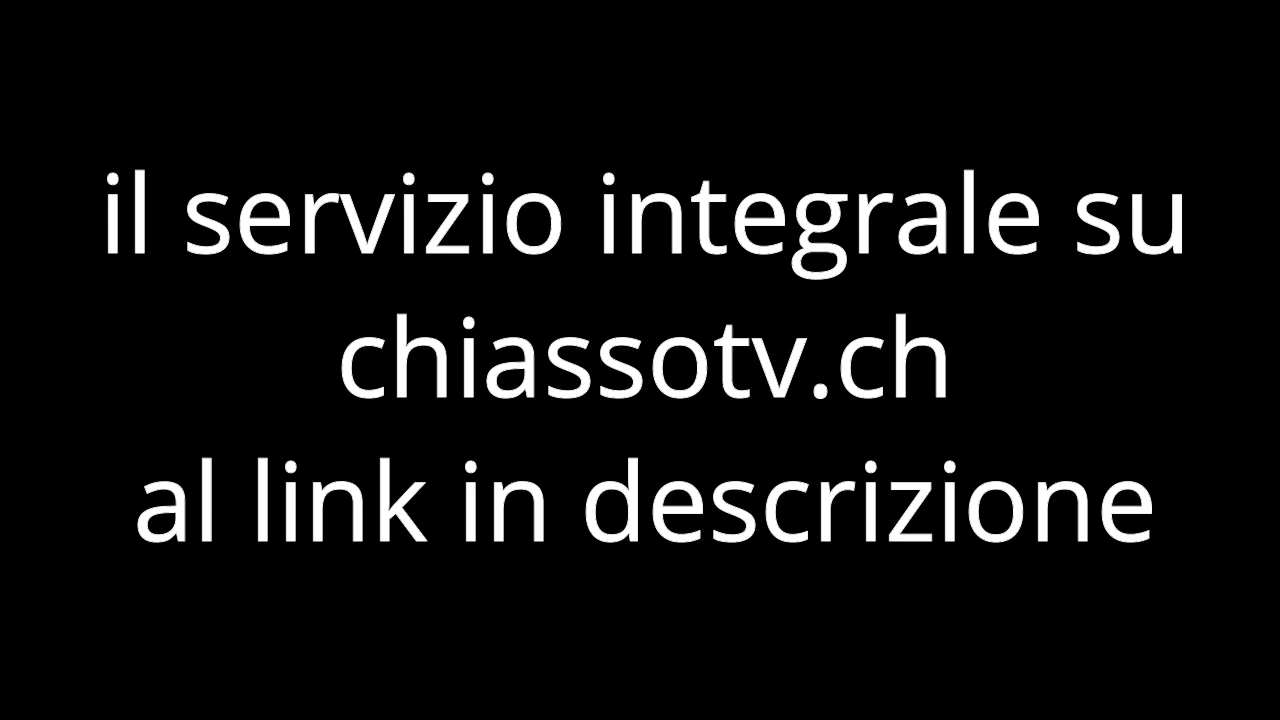 il servizio integrale su
chiassotv.ch
al link in descrizione